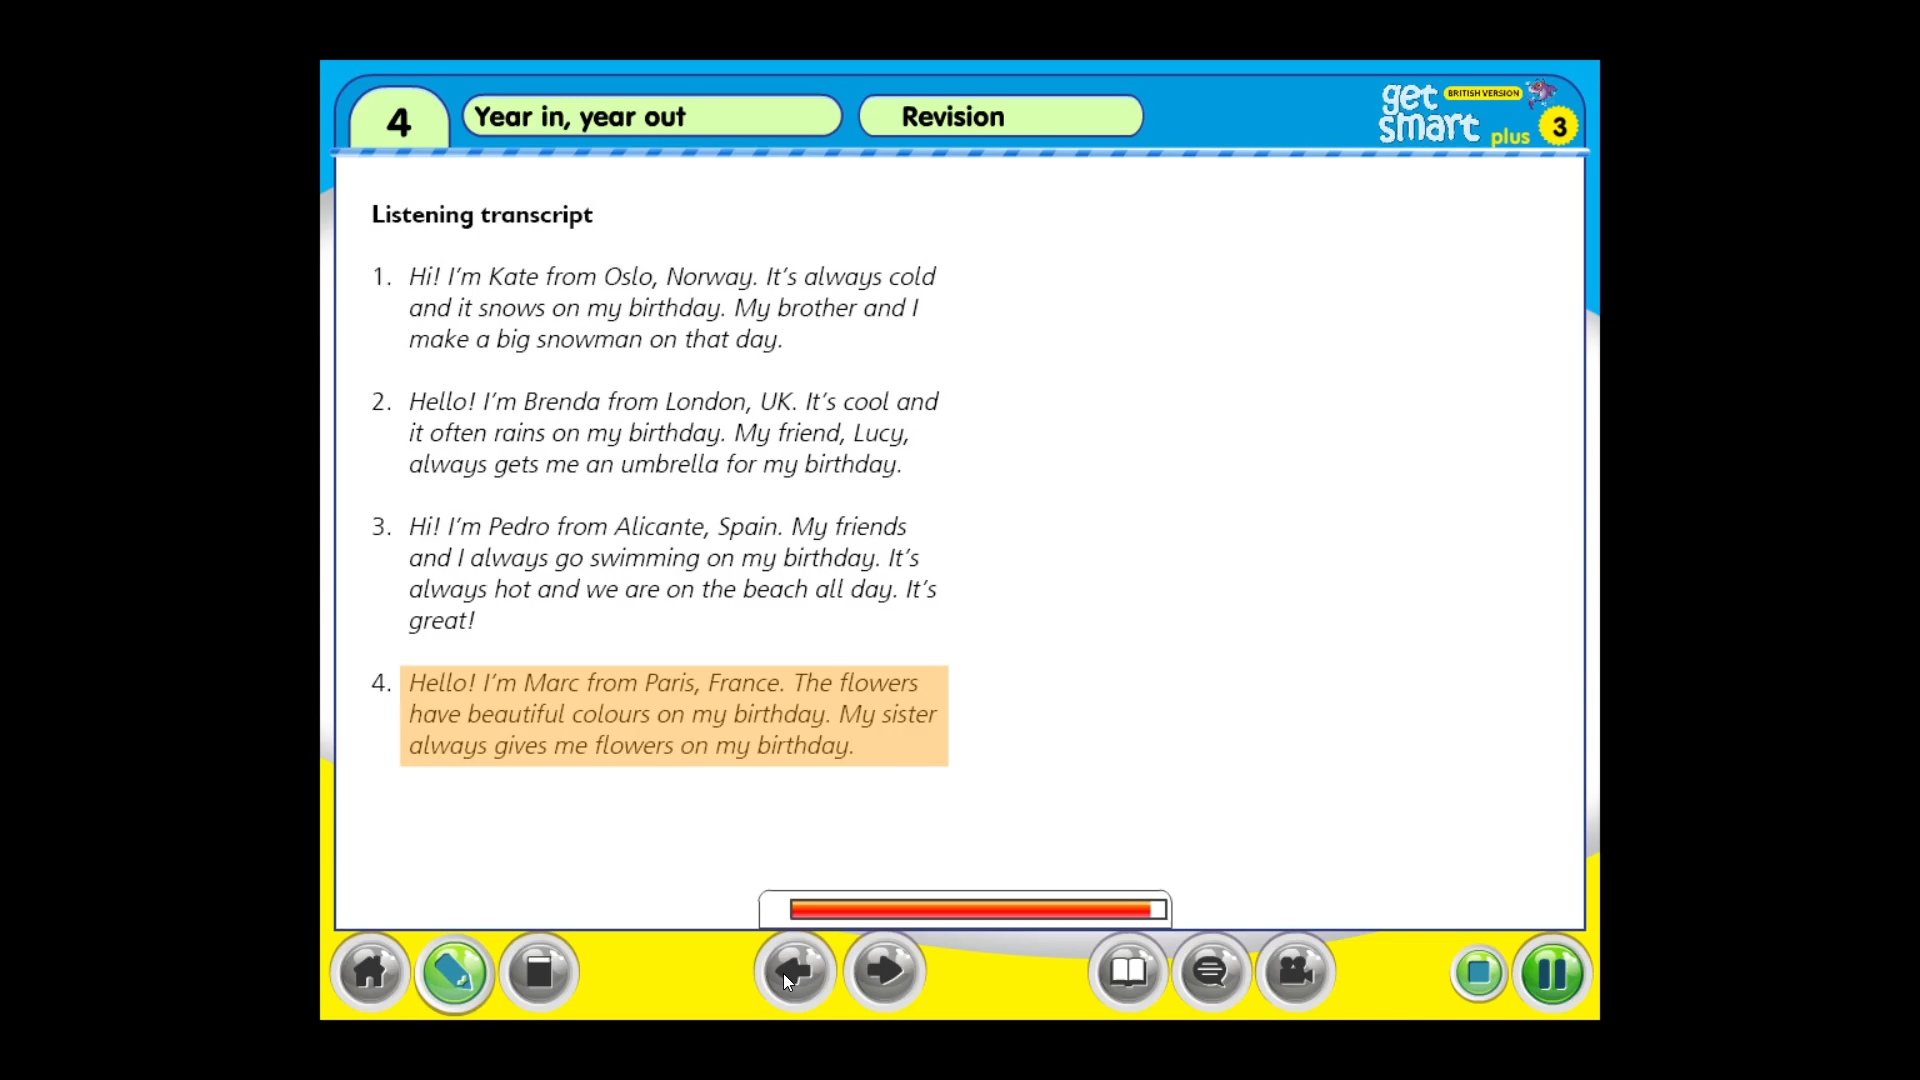 4
Year in, year out
Revision
get smart plus 3
BRITISH VERSION
Listening transcript
1. Hi! I'm Kate from Oslo, Norway. It's always cold
and it snows on my birthday. My brother and I
make a big snowman on that day.
2. Hello! I'm Brenda from London, UK. It's cool and
it often rains on my birthday. My friend, Lucy,
always gets me an umbrella for my birthday.
3. Hi! I'm Pedro from Alicante, Spain. My friends
and I always go swimming on my birthday. It's
always hot and we are on the beach all day. It's
great!
4. Hello! I'm Marc from Paris, France. The flowers
have beautiful colours on my birthday. My sister
always gives me flowers on my birthday.